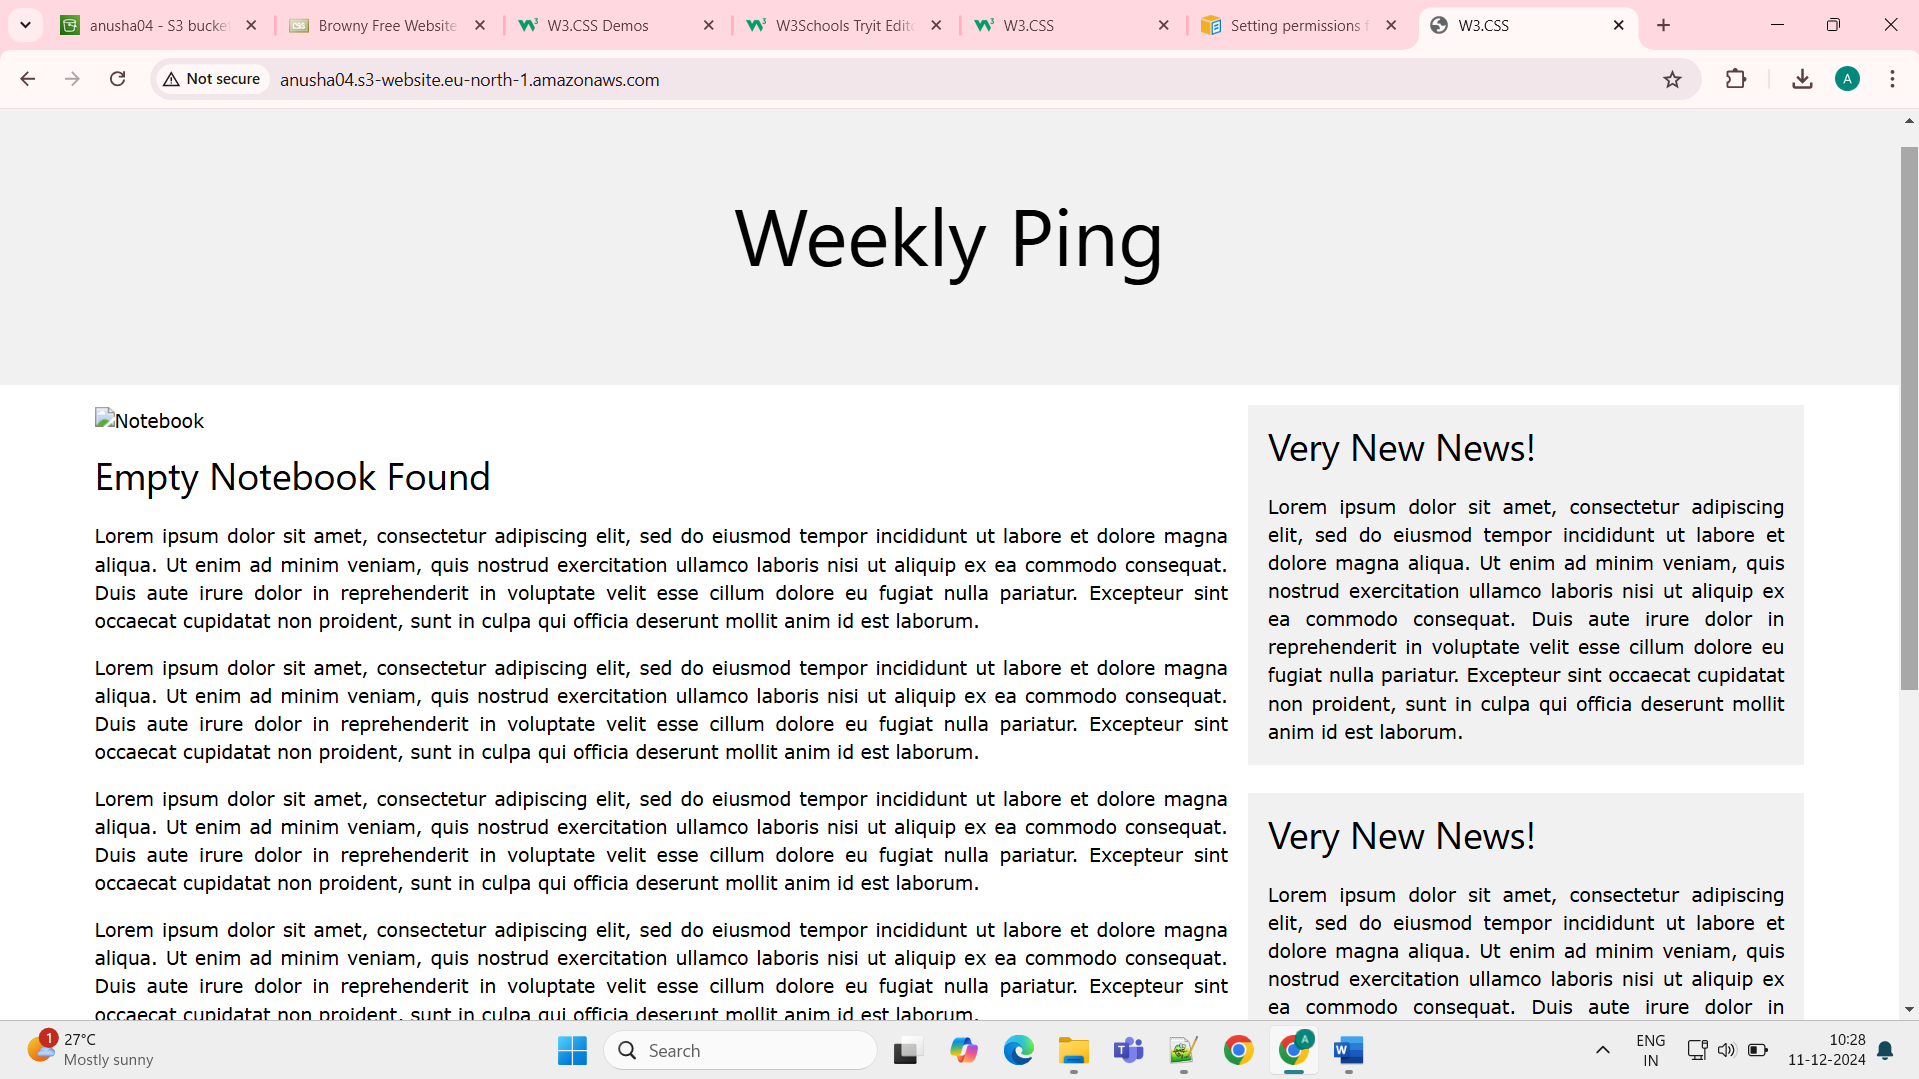 anusha04 - S3 bucket
Browny Free Website
W3.CSS Demos
W3Schools Tryit Edito
W3.CSS
Setting permissions f
W3.CSS
Not secure
anusha04.s3-website.eu-north-1.amazonaws.com
A
Weekly Ping
Notebook
Empty Notebook Found
Lorem ipsum dolor sit amet, consectetur adipiscing elit, sed do eiusmod tempor incididunt ut labore et dolore magna
aliqua. Ut enim ad minim veniam, quis nostrud exercitation ullamco laboris nisi ut aliquip ex ea commodo consequat.
Duis aute irure dolor in reprehenderit in voluptate velit esse cillum dolore eu fugiat nulla pariatur. Excepteur sint
occaecat cupidatat non proident, sunt in culpa qui officia deserunt mollit anim id est laborum.
Lorem ipsum dolor sit amet, consectetur adipiscing elit, sed do eiusmod tempor incididunt ut labore et dolore magna
aliqua. Ut enim ad minim veniam, quis nostrud exercitation ullamco laboris nisi ut aliquip ex ea commodo consequat.
Duis aute irure dolor in reprehenderit in voluptate velit esse cillum dolore eu fugiat nulla pariatur. Excepteur sint
occaecat cupidatat non proident, sunt in culpa qui officia deserunt mollit anim id est laborum.
Lorem ipsum dolor sit amet, consectetur adipiscing elit, sed do eiusmod tempor incididunt ut labore et dolore magna
aliqua. Ut enim ad minim veniam, quis nostrud exercitation ullamco laboris nisi ut aliquip ex ea commodo consequat.
Duis aute irure dolor in reprehenderit in voluptate velit esse cillum dolore eu fugiat nulla pariatur. Excepteur sint
occaecat cupidatat non proident, sunt in culpa qui officia deserunt mollit anim id est laborum.
Lorem ipsum dolor sit amet, consectetur adipiscing elit, sed do eiusmod tempor incididunt ut labore et dolore magna
aliqua. Ut enim ad minim veniam, quis nostrud exercitation ullamco laboris nisi ut aliquip ex ea commodo consequat.
Duis aute irure dolor in reprehenderit in voluptate velit esse cillum dolore eu fugiat nulla pariatur. Excepteur sint
occaecat cupidatat non proident, sunt in culpa qui officia deserunt mollit anim id est laborum.
Very New News!
Lorem ipsum dolor sit amet, consectetur adipiscing
elit, sed do eiusmod tempor incididunt ut labore et
dolore magna aliqua. Ut enim ad minim veniam, quis
nostrud exercitation ullamco laboris nisi ut aliquip ex
ea commodo consequat. Duis aute irure dolor in
reprehenderit in voluptate velit esse cillum dolore eu
fugiat nulla pariatur. Excepteur sint occaecat cupidatat
non proident, sunt in culpa qui officia deserunt mollit
anim id est laborum.
Very New News!
Lorem ipsum dolor sit amet, consectetur adipiscing
elit, sed do eiusmod tempor incididunt ut labore et
dolore magna aliqua. Ut enim ad minim veniam, quis
nostrud exercitation ullamco laboris nisi ut aliquip ex
ea commodo consequat. Duis aute irure dolor in
1
27°C
Mostly sunny
Search
A
ENG
IN
10:28
11-12-2024